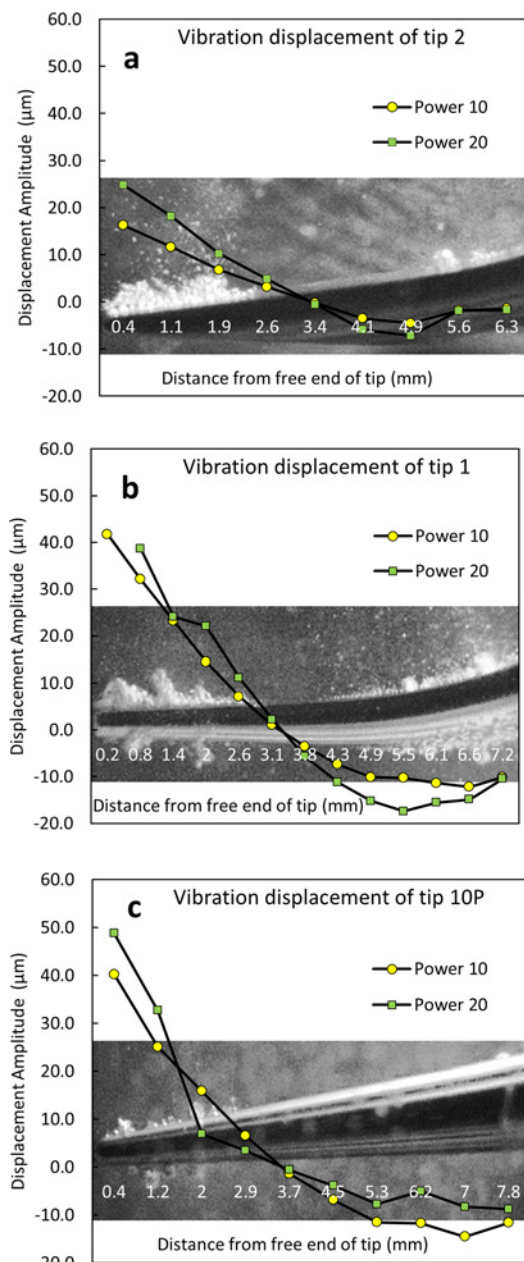 60.0
Vibration displacement of tip 2
a
50.0
40.0
Power 10
Power 20
30.0
20.0
10.0
0.0
0.4 1.1 1.9 2.6 3.4 4.1 4.9 5.6 6.3
-10.0
Distance from free end of tip (mm)
-20.0
Displacement Amplitude (µm)
60.0
Vibration displacement of tip 1
b
50.0
40.0
Power 10
Power 20
30.0
20.0
10.0
0.0
0.2 0.8 1.4 2 2.6 3.1 3.8 4.3 4.9 5.5 6.1 6.6 7.2
-10.0
Distance from free end of tip (mm)
-20.0
Displacement Amplitude (µm)
60.0
Vibration displacement of tip 10P
c
50.0
40.0
Power 10
Power 20
30.0
20.0
10.0
0.0
0.4 1.2 2 2.9 3.7 4.5 5.3 6.2 7 7.8
-10.0
Distance from free end of tip (mm)
-20.0
Displacement Amplitude (µm)